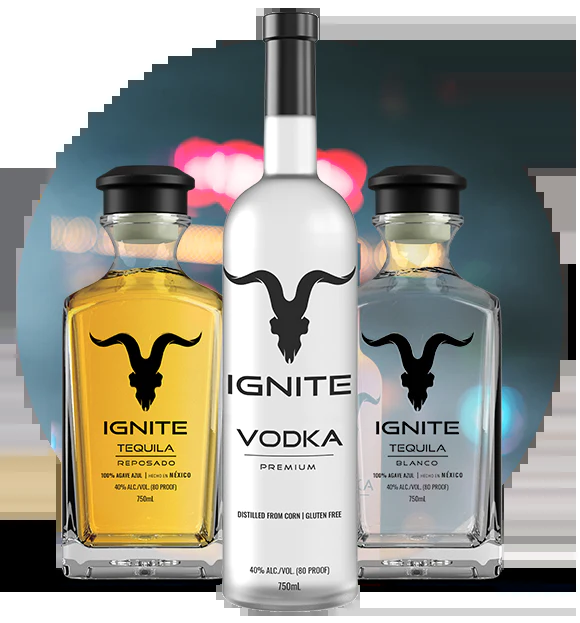 IGNITE
TEQUILA
REPOSADO
100% AGAVE AZUL | HECHO EN MÉXICO
40% ALC./VOL. (80 PROOF)
750mL
IGNITE
VODKA
PREMIUM
DISTILLED FROM CORN | GLUTEN FREE
40% ALC./VOL. (80 PROOF)
750mL
IGNITE
TEQUILA
BLANCO
100% AGAVE AZUL | HECHO EN MÉXICO
40% ALC./VOL. (80 PROOF)
750mL